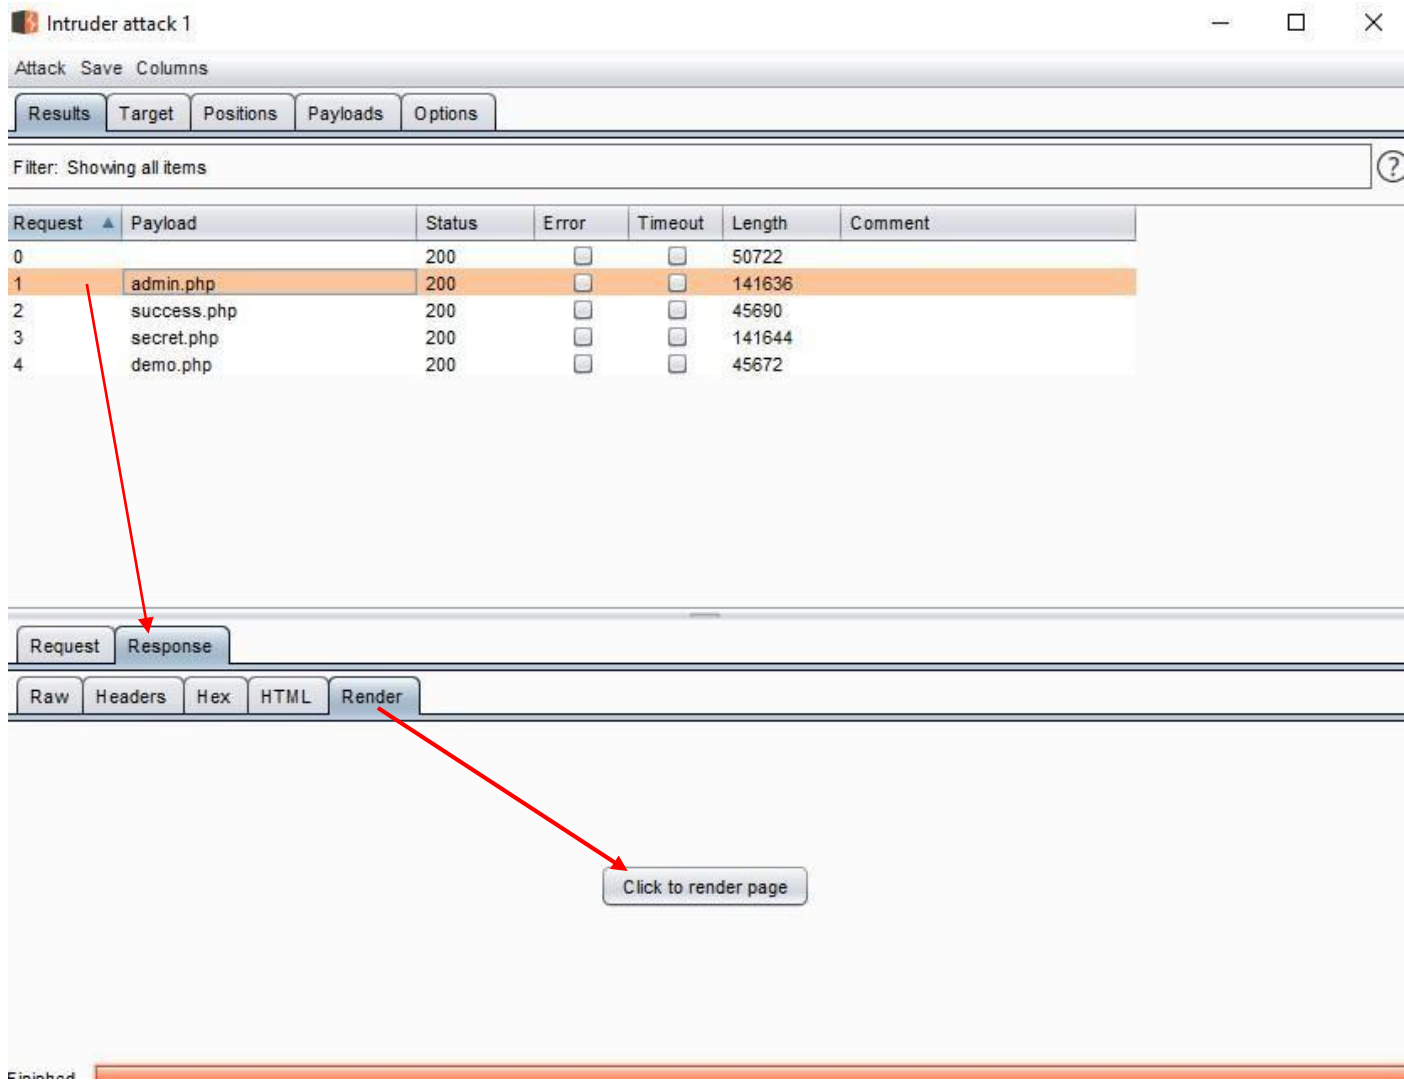 Intruder attack 1
Attack Save Columns
Results Target Positions Payloads Options
Filter: Showing all items
?
Request Payload Status Error Timeout Length Comment
0 200 50722
1 admin.php 200 141636
2 success.php 200 45690
3 secret.php 200 141644
4 demo.php 200 45672
Request Response
Raw Headers Hex HTML Render
Click to render page
Finished